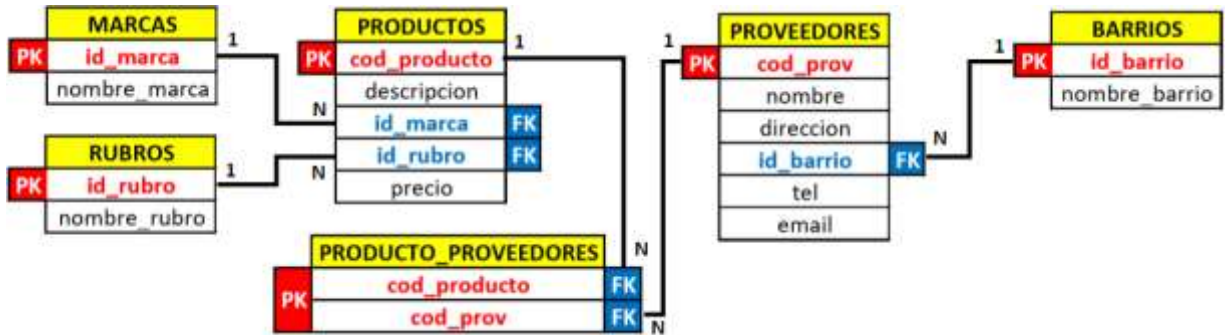 MARCAS
PK id_marca 1
nombre_marca
RUBROS
PK id_rubro 1
nombre_rubro
PRODUCTOS
PK cod_producto 1
descripcion
N id_marca FK
N id_rubro FK
precio
PRODUCTO_PROVEEDORES
PK cod_producto FK N
cod_prov FK N
PROVEEDORES
1 PK cod_prov
nombre
direccion
id_barrio FK N
tel
email
BARRIOS
1 PK id_barrio
nombre_barrio